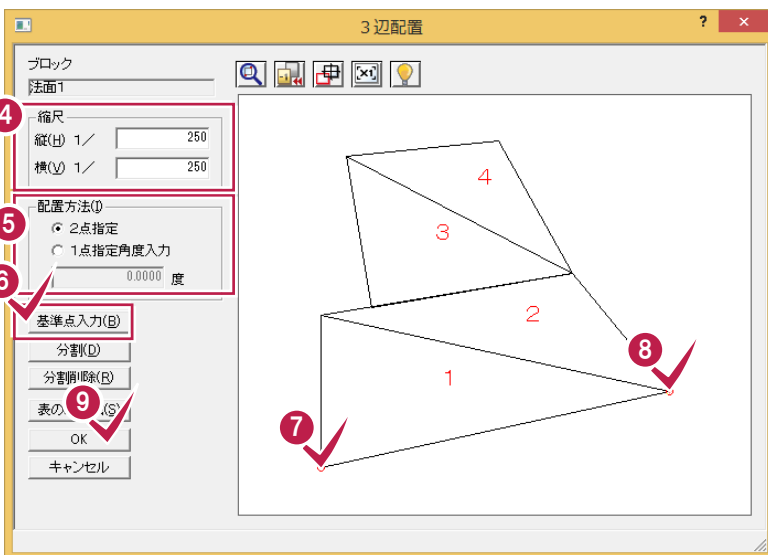 3辺配置
?
×
ブロック
法面1
4
縮尺
縦(H) 1/
250
横(V) 1/
250
5
配置方法(I)
2点指定
1点指定角度入力
0.0000 度
6
基準点入力(B)
分割(D)
分割削除(R)
表の
(S)
9
OK
キャンセル
×1
4
3
2
1
8
7